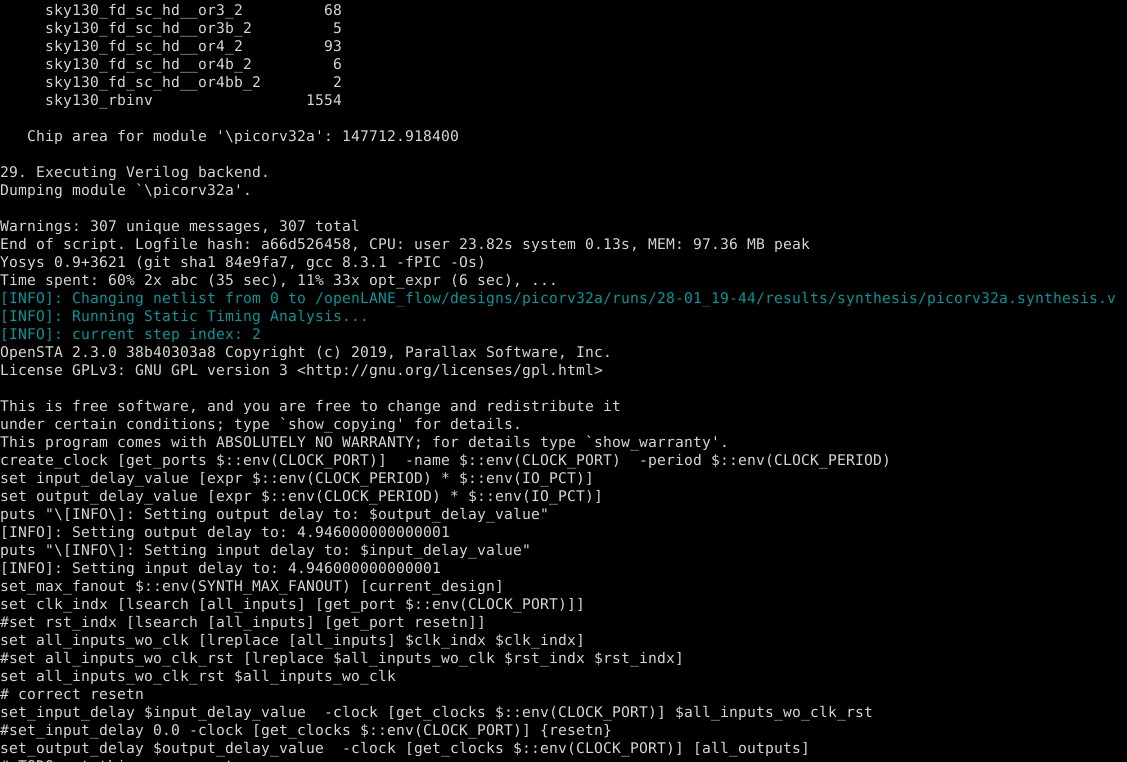 sky130_fd_sc_hd__or3_2 68
sky130_fd_sc_hd__or3b_2 5
sky130_fd_sc_hd__or4_2 93
sky130_fd_sc_hd__or4b_2 6
sky130_fd_sc_hd__or4bb_2 2
sky130_rbinv 1554
Chip area for module '\picorv32a': 147712.918400
29. Executing Verilog backend.
Dumping module `\picorv32a'.
Warnings: 307 unique messages, 307 total
End of script. Logfile hash: a66d526458, CPU: user 23.82s system 0.13s, MEM: 97.36 MB peak
Yosys 0.9+3621 (git sha1 84e9fa7, gcc 8.3.1 -fPIC -Os)
Time spent: 60% 2x abc (35 sec), 11% 33x opt_expr (6 sec), ...
[INFO]: Changing netlist from 0 to /openLANE_flow/designs/picorv32a/runs/28-01_19-44/results/synthesis/picorv32a.synthesis.v
[INFO]: Running Static Timing Analysis...
[INFO]: current step index: 2
OpenSTA 2.3.0 38b40303a8 Copyright (c) 2019, Parallax Software, Inc.
License GPLv3: GNU GPL version 3 <http://gnu.org/licenses/gpl.html>
This is free software, and you are free to change and redistribute it
under certain conditions; type `show_copying' for details.
This program comes with ABSOLUTELY NO WARRANTY; for details type `show_warranty'.
create_clock [get_ports $::env(CLOCK_PORT)]  -name $::env(CLOCK_PORT)  -period $::env(CLOCK_PERIOD)
set input_delay_value [expr $::env(CLOCK_PERIOD) * $::env(IO_PCT)]
set output_delay_value [expr $::env(CLOCK_PERIOD) * $::env(IO_PCT)]
puts "\[INFO\]: Setting output delay to: $output_delay_value"
[INFO]: Setting output delay to: 4.946000000000001
puts "\[INFO\]: Setting input delay to: $input_delay_value"
[INFO]: Setting input delay to: 4.946000000000001
set_max_fanout $::env(SYNTH_MAX_FANOUT) [current_design]
set clk_indx [lsearch [all_inputs] [get_port $::env(CLOCK_PORT)]]
#set rst_indx [lsearch [all_inputs] [get_port resetn]]
set all_inputs_wo_clk [lreplace [all_inputs] $clk_indx $clk_indx]
#set all_inputs_wo_clk_rst [lreplace $all_inputs_wo_clk $rst_indx $rst_indx]
set all_inputs_wo_clk_rst $all_inputs_wo_clk
# correct resetn
set_input_delay $input_delay_value  -clock [get_clocks $::env(CLOCK_PORT)] $all_inputs_wo_clk_rst
#set_input_delay 0.0 -clock [get_clocks $::env(CLOCK_PORT)] {resetn}
set_output_delay $output_delay_value  -clock [get_clocks $::env(CLOCK_PORT)] [all_outputs]